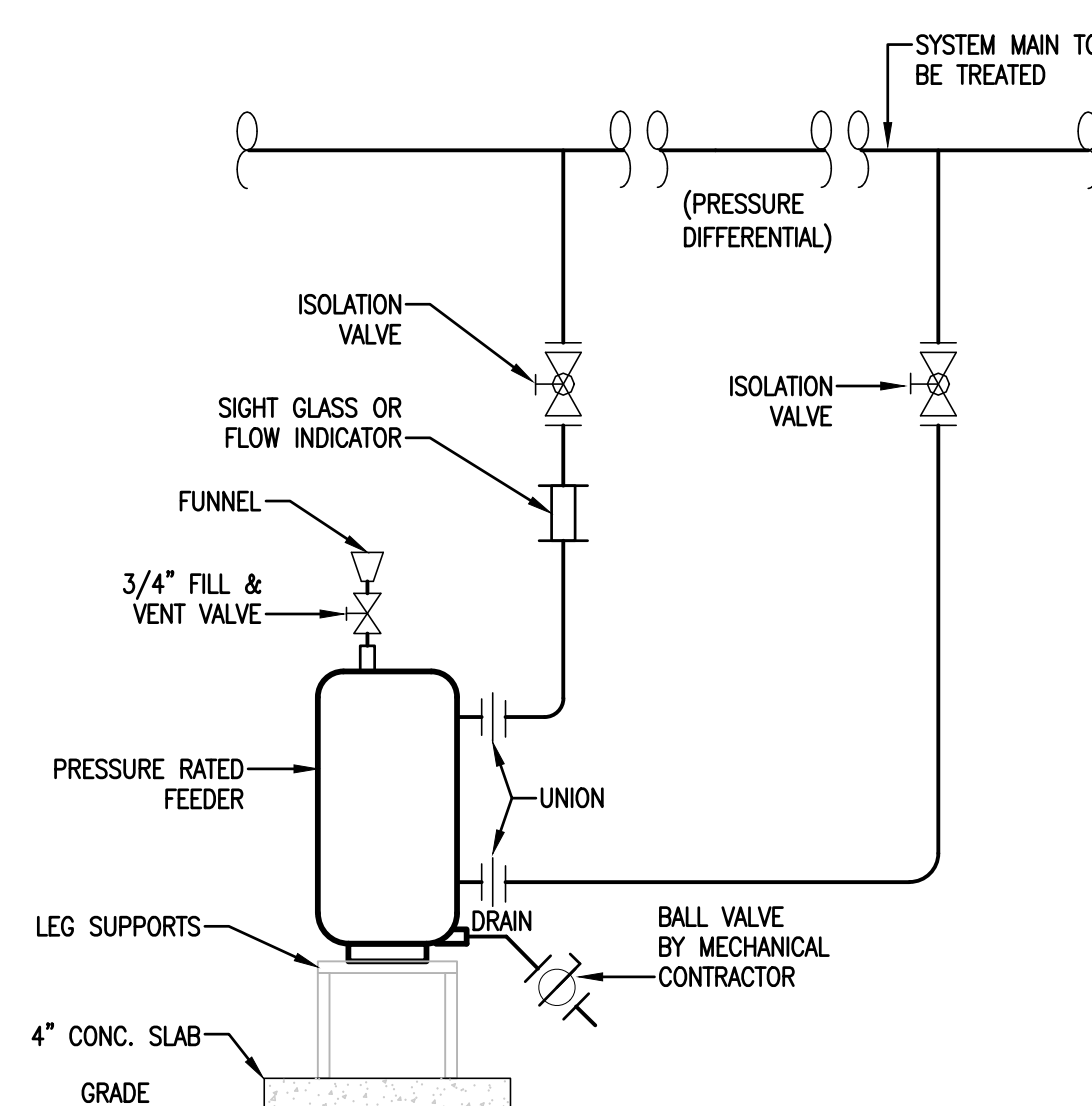 SYSTEM MAIN TO
BE TREATED
(PRESSURE
DIFFERENTIAL)
ISOLATION
VALVE
ISOLATION
VALVE
SIGHT GLASS OR
FLOW INDICATOR
FUNNEL
3/4" FILL &
VENT VALVE
PRESSURE RATED
FEEDER
UNION
LEG SUPPORTS
DRAIN
BALL VALVE
BY MECHANICAL
CONTRACTOR
4" CONC. SLAB
GRADE